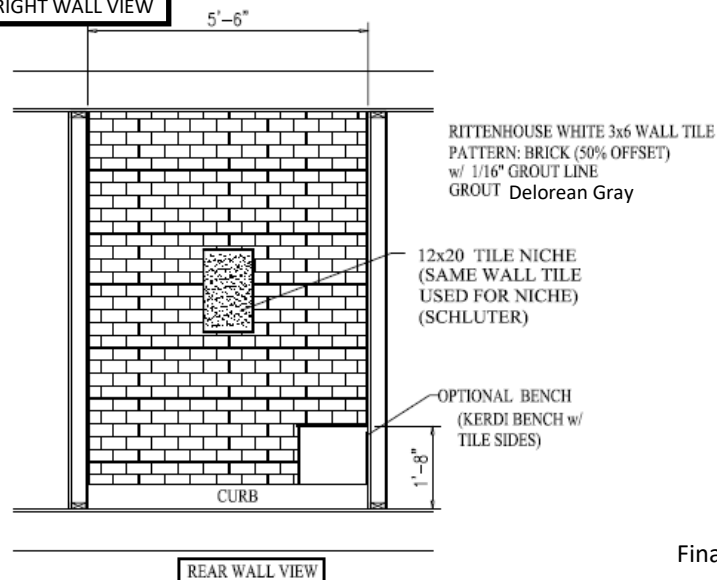 RIGHT WALL VIEW
5'-6"
RITTENHOUSE WHITE 3x6 WALL TILE
PATTERN: BRICK (50% OFFSET)
w/ 1/16" GROUT LINE
GROUT Delorean Gray
12x20 TILE NICHE
(SAME WALL TILE
USED FOR NICHE)
(SCHLUTER)
OPTIONAL BENCH
(KERDI BENCH w/
TILE SIDES)
1'-8"
CURB
REAR WALL VIEW